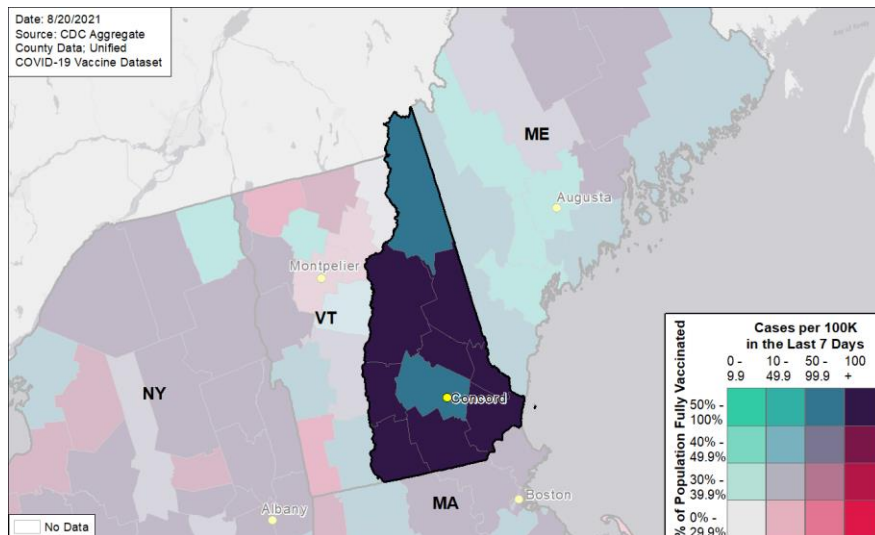 Date: 8/20/2021
Source: CDC Aggregate
County Data; Unified
COVID-19 Vaccine Dataset
ME
Augusta
Montpelier
VT
NY
Concord
MA
Boston
Albany
No Data
Cases per 100K
in the Last 7 Days
0 - 10 - 50 - 100
9.9 49.9 99.9 +
% of Population Fully Vaccinated
50% -
100%
40% -
49.9%
30% -
39.9%
0% -
29.9%